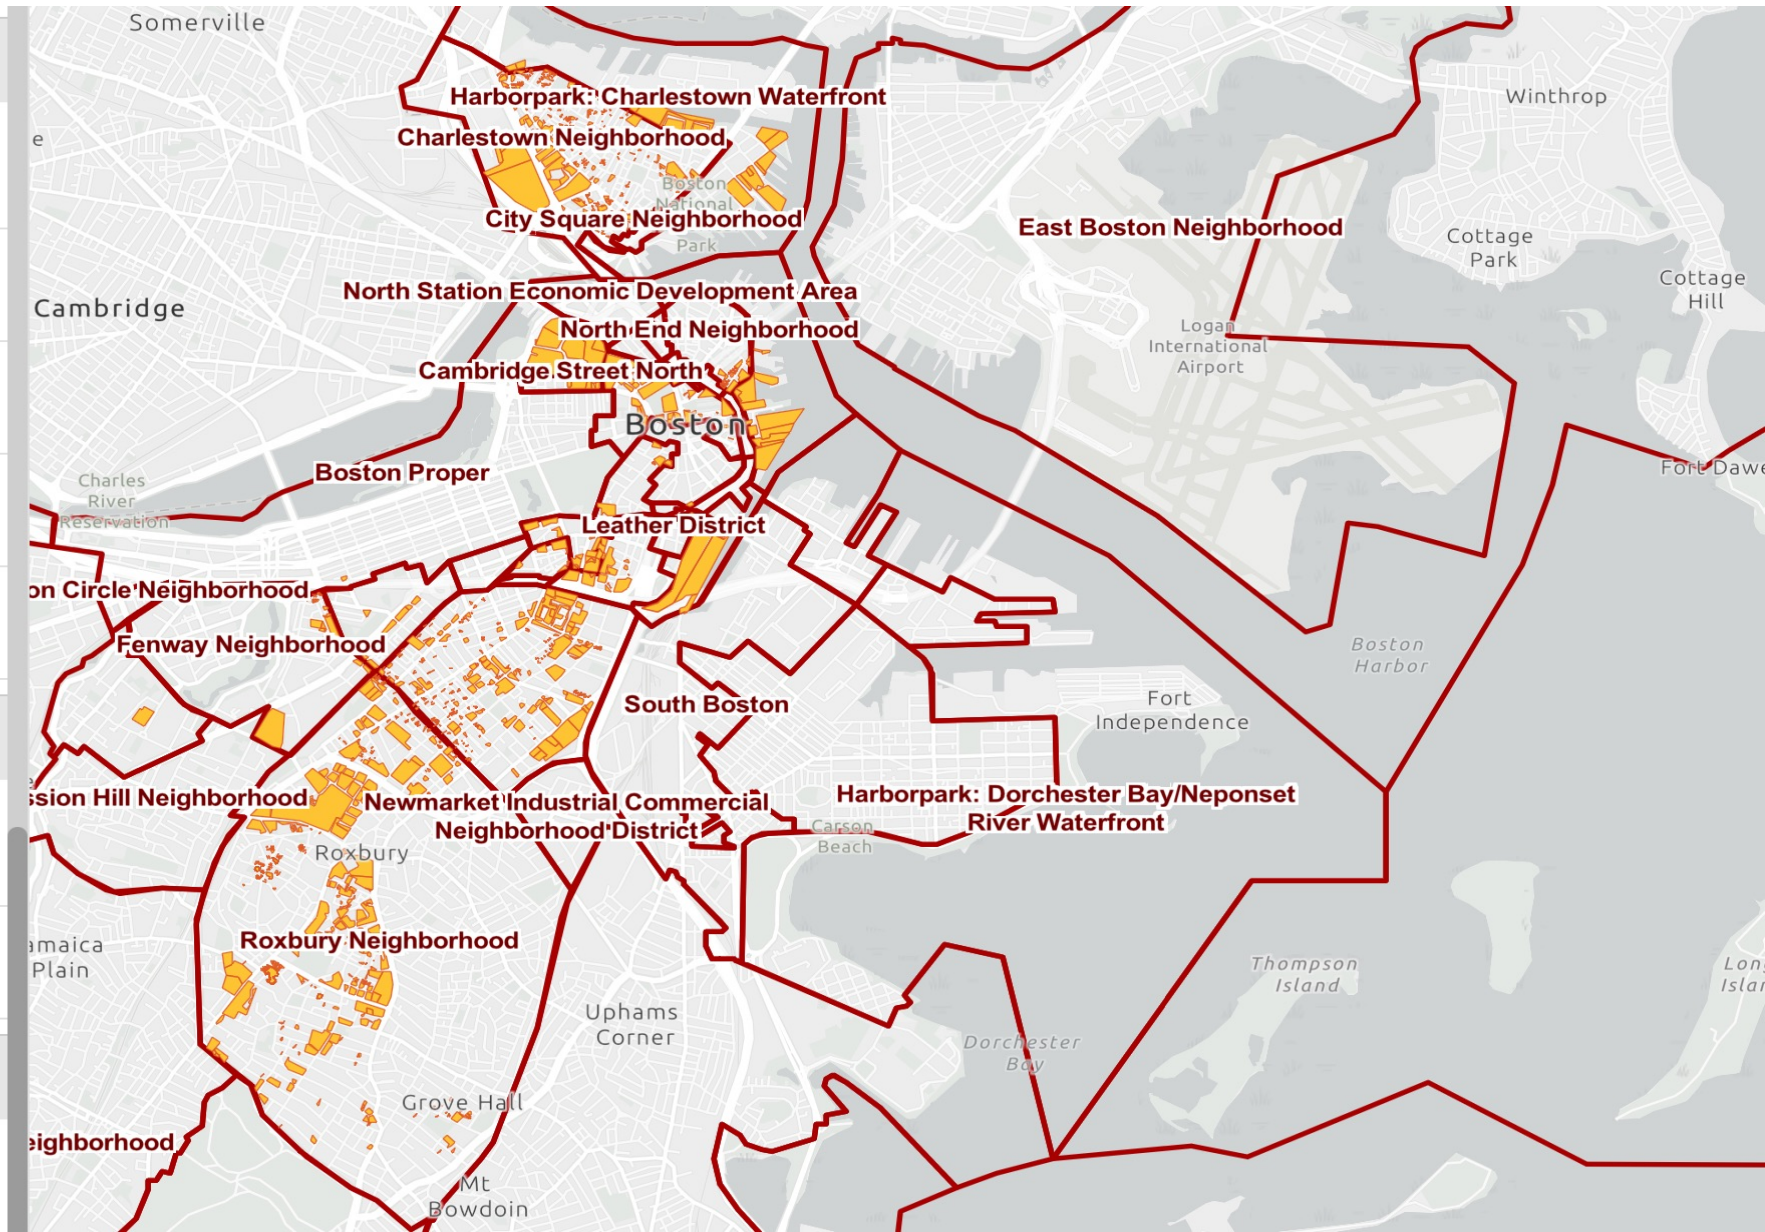 Somerville
Winthrop
Harborpark: Charlestown Waterfront
Charlestown Neighborhood
e
Boston
National
Park
City Square Neighborhood
East Boston Neighborhood
Cottage
Park
Cottage
Hill
North Station Economic Development Area
Cambridge
North End Neighborhood
Logan
International
Airport
Cambridge Street North
Boston
Boston Proper
Charles
River
Reservation
Fort Dawe
Leather District
on Circle Neighborhood
Fenway Neighborhood
Boston
Harbor
South Boston
Fort
Independence
ssion Hill Neighborhood
Newmarket Industrial Commercial
Neighborhood District
Harborpark: Dorchester Bay/Neponset
River Waterfront
Carson
Beach
Roxbury
Roxbury Neighborhood
amaica
Plain
Thompson
Island
Lon
Islan
Uphams
Corner
Dorchester
Bay
Grove Hall
eighborhood
Mt
Bowdoin